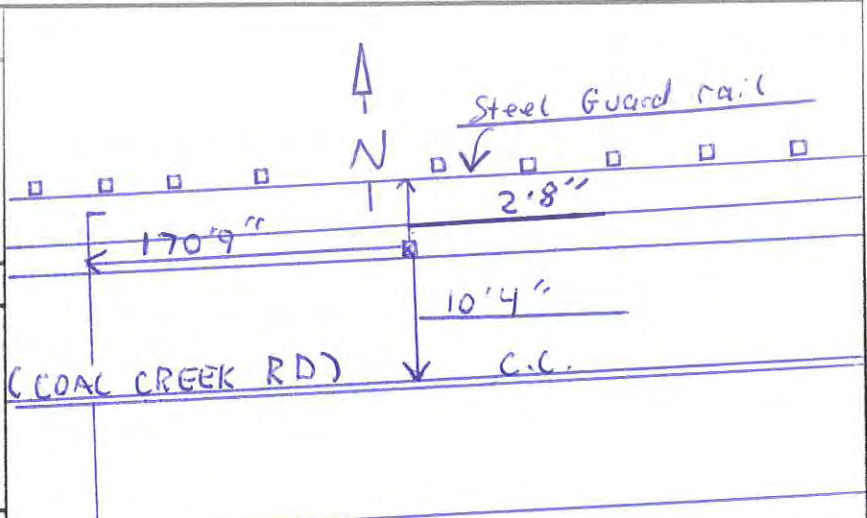 Steel Guard rail
N
2'8"
170'9"
10'4"
(COAL CREEK RD) C.C.